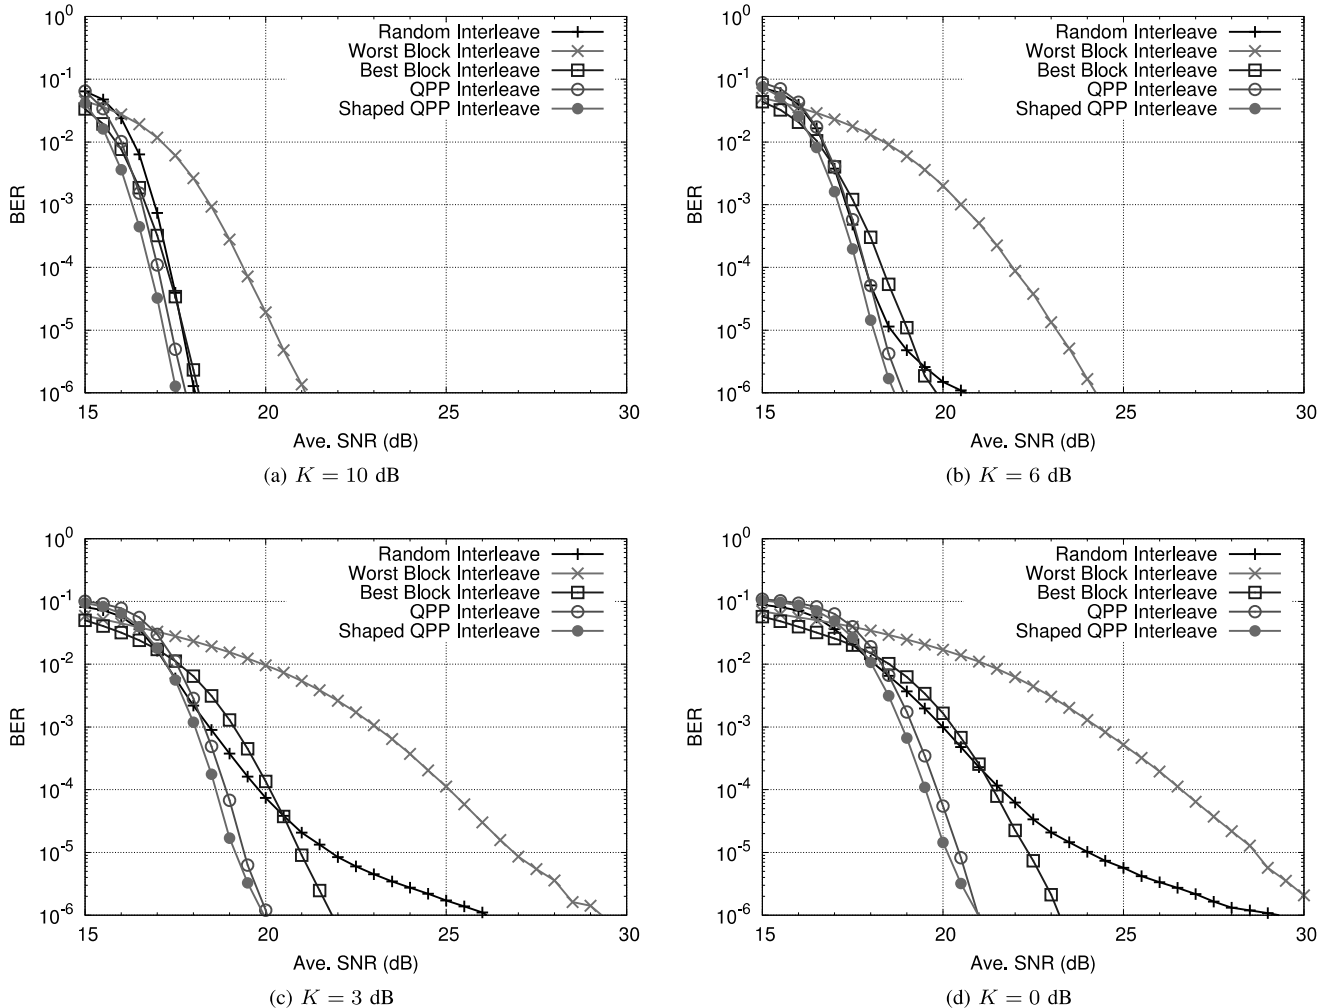 10^0
10^-1
10^-2
10^-3
10^-4
10^-5
10^-6
BER
Random Interleave
Worst Block Interleave
Best Block Interleave
QPP Interleave
Shaped QPP Interleave
15 20 25 30
Ave. SNR (dB)
(a) K = 10 dB
10^0
10^-1
10^-2
10^-3
10^-4
10^-5
10^-6
BER
Random Interleave
Worst Block Interleave
Best Block Interleave
QPP Interleave
Shaped QPP Interleave
15 20 25 30
Ave. SNR (dB)
(b) K = 6 dB
10^0
10^-1
10^-2
10^-3
10^-4
10^-5
10^-6
BER
Random Interleave
Worst Block Interleave
Best Block Interleave
QPP Interleave
Shaped QPP Interleave
15 20 25 30
Ave. SNR (dB)
(c) K = 3 dB
10^0
10^-1
10^-2
10^-3
10^-4
10^-5
10^-6
BER
Random Interleave
Worst Block Interleave
Best Block Interleave
QPP Interleave
Shaped QPP Interleave
15 20 25 30
Ave. SNR (dB)
(d) K = 0 dB